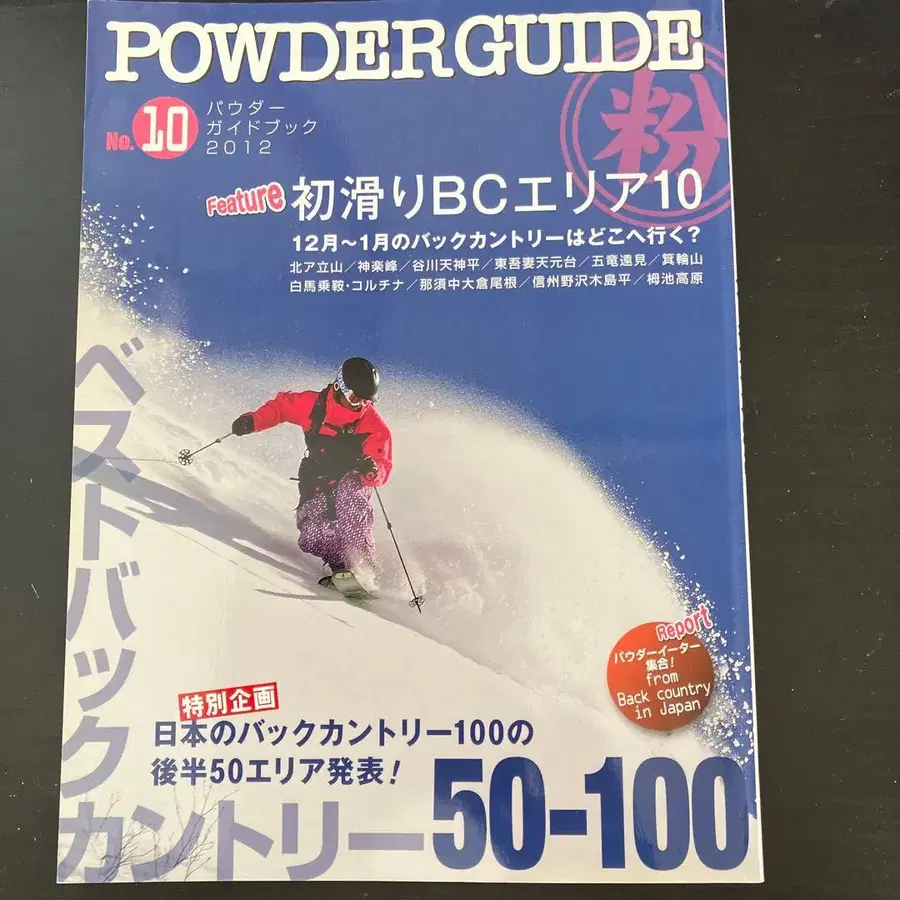 POWDERGUIDE
粉
No.10
パウダー
ガイドブック
2012
Feature 初滑りBCエリア10
12月～1月のバックカントリーはどこへ行く?
北ア立山／神楽峰／谷川天神平／東吾妻天元台／五竜遠見／箕輪山
白馬乗鞍・コルチナ／那須中大倉尾根／信州野沢木島平／栂池高原
Report
パウダーイーター
集合!
from
Back country
in Japan
特別企画
日本のバックカントリー100の
後半50エリア発表!
ベストバック
カントリー50-100